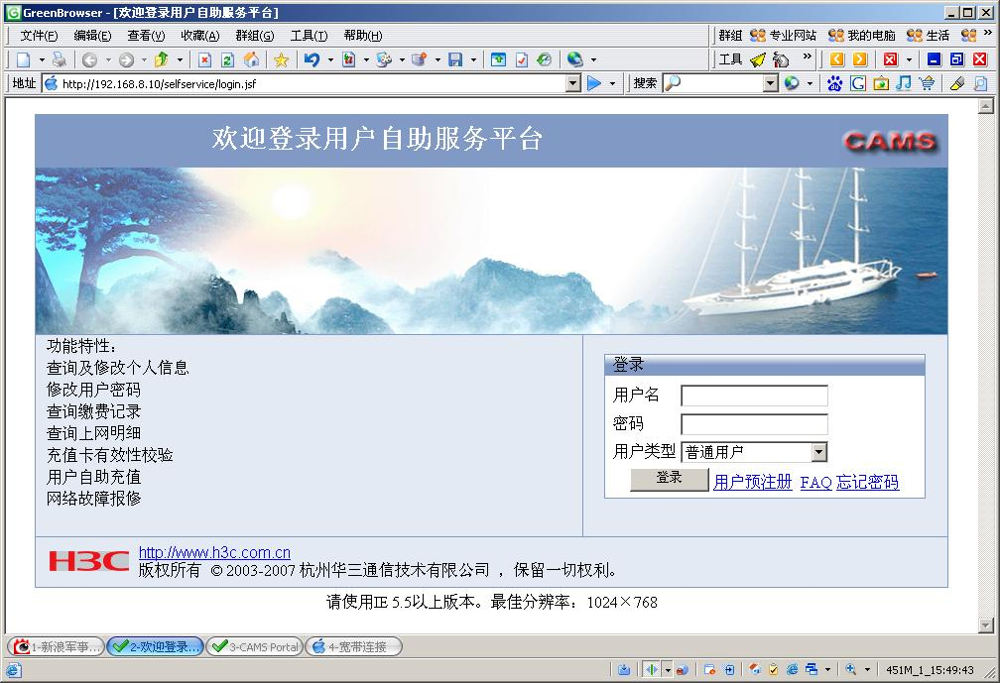 GreenBrowser - [欢迎登录用户自助服务平台]
文件(F) 编辑(E) 查看(V) 收藏(A) 群组(G) 工具(T) 帮助(H) 群组 专业网站 我的电脑 生活 »
工具 »
地址 http://192.168.8.10/selfservice/login.jsf 搜索
欢迎登录用户自助服务平台 CAMS
功能特性：
查询及修改个人信息
修改用户密码
查询缴费记录
查询上网明细
充值卡有效性校验
用户自助充值
网络故障报修
登录
用户名
密码
用户类型 普通用户
登录 用户预注册 FAQ 忘记密码
H3C http://www.h3c.com.cn
版权所有 © 2003-2007 杭州华三通信技术有限公司 ，保留一切权利。
请使用IE 5.5以上版本。最佳分辨率：1024×768
1-新浪军事... 2-欢迎登录... 3-CAMS Portal 4-宽带连接
451M_1_15:49:43